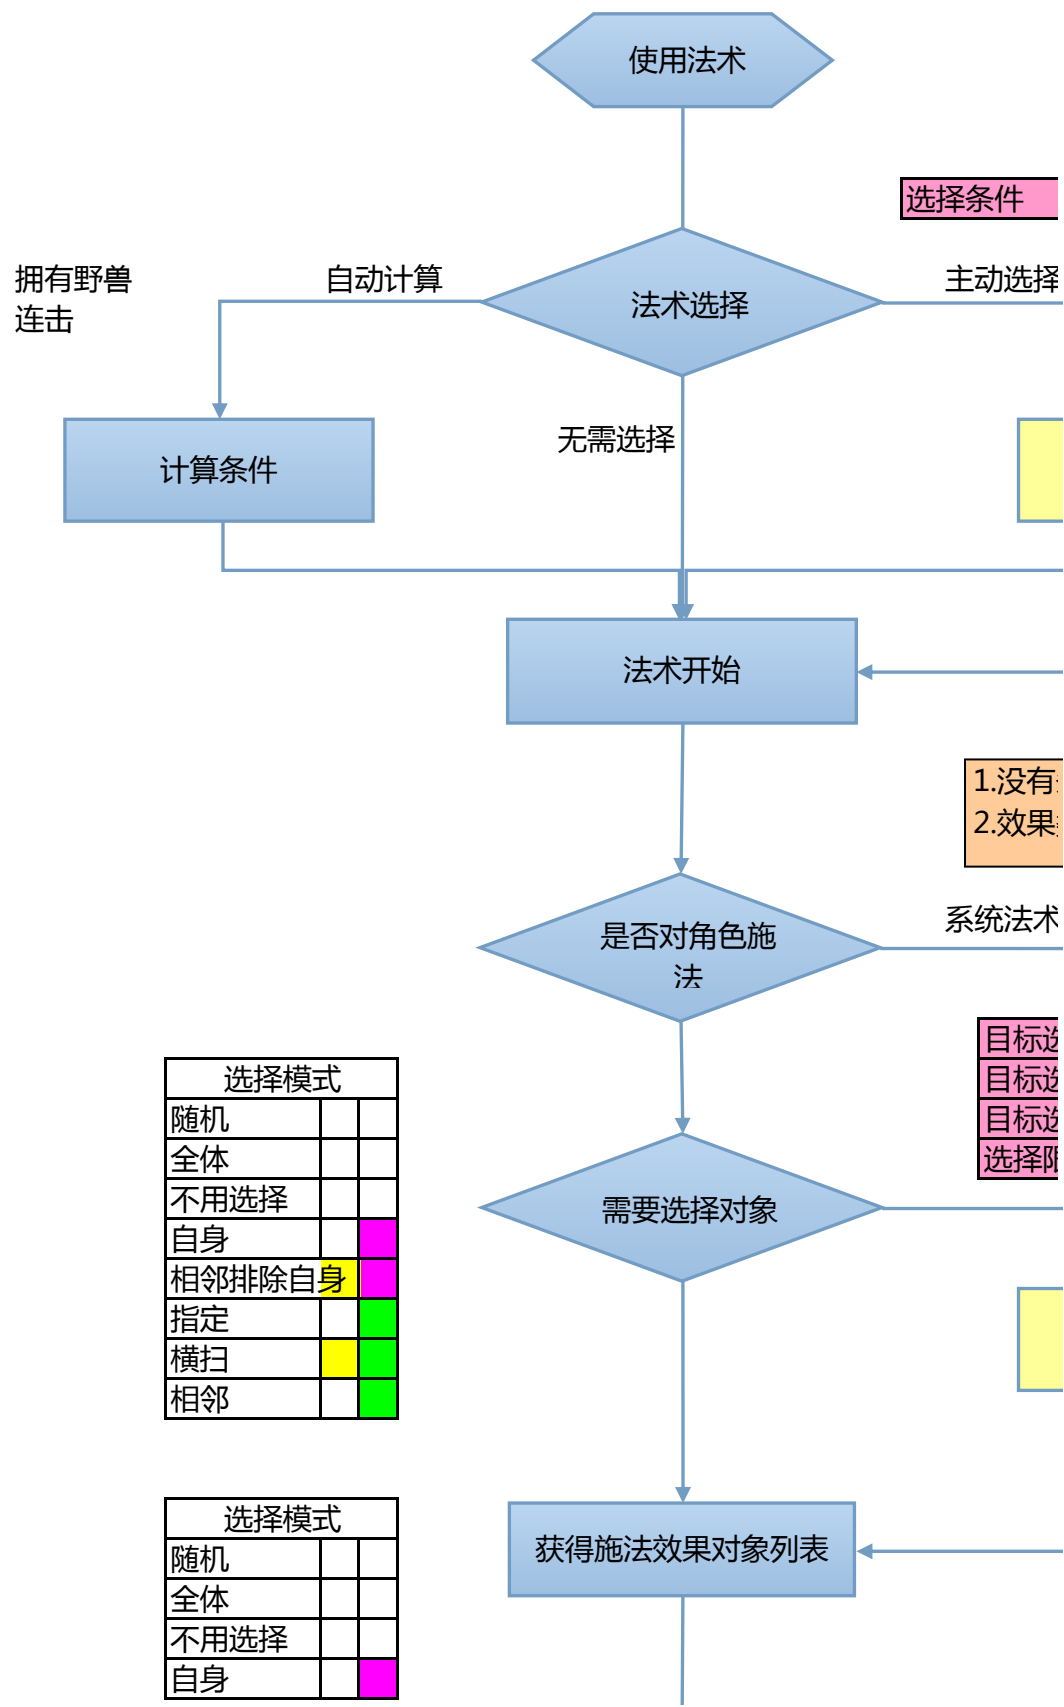 使用法术
选择条件
拥有野兽
连击
自动计算
法术选择
主动选择
无需选择
计算条件
法术开始
1.没有
2.效果
是否对角色施
法
系统法术
目标选
目标选
目标选
选择限
选择模式
随机
全体
不用选择
自身
相邻排除自身
指定
横扫
相邻
需要选择对象
选择模式
随机
全体
不用选择
自身
获得施法效果对象列表